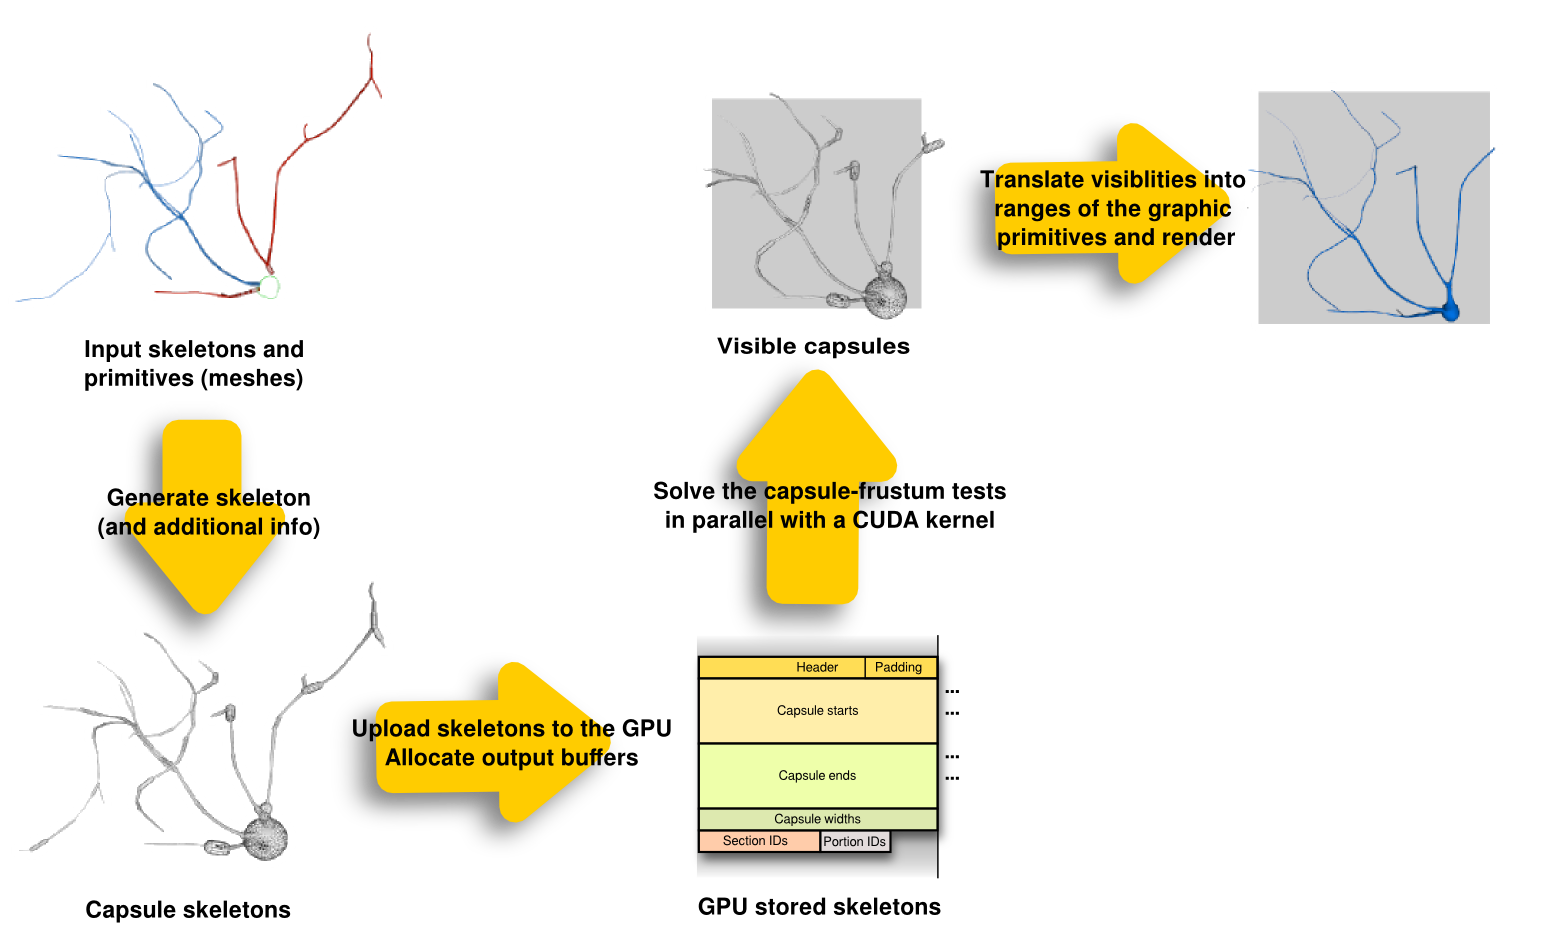 Input skeletons and
primitives (meshes)
Generate skeleton
(and additional info)
Capsule skeletons
Upload skeletons to the GPU
Allocate output buffers
Header
Padding
...
Capsule starts
...
...
Capsule ends
...
Capsule widths
Section IDs
Portion IDs
GPU stored skeletons
Solve the capsule-frustum tests
in parallel with a CUDA kernel
Visible capsules
Translate visiblities into
ranges of the graphic
primitives and render